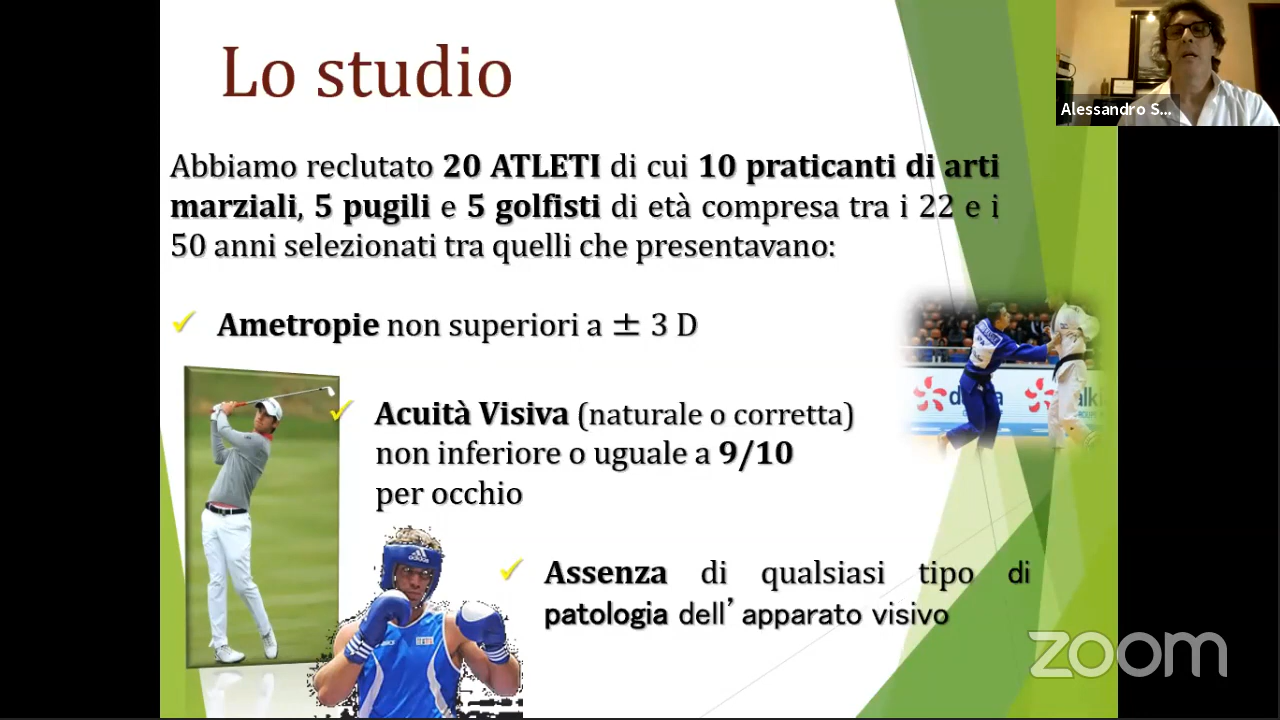 Lo studio
Alessandro S...
Abbiamo reclutato 20 ATLETI di cui 10 praticanti di arti
marziali, 5 pugili e 5 golfisti di età compresa tra i 22 e i
50 anni selezionati tra quelli che presentavano:
Ametropie non superiori a ± 3 D
Acuità Visiva (naturale o corretta)
non inferiore o uguale a 9/10
per occhio
adidas
Assenza di qualsiasi tipo di
patologia dell' apparato visivo
zoom